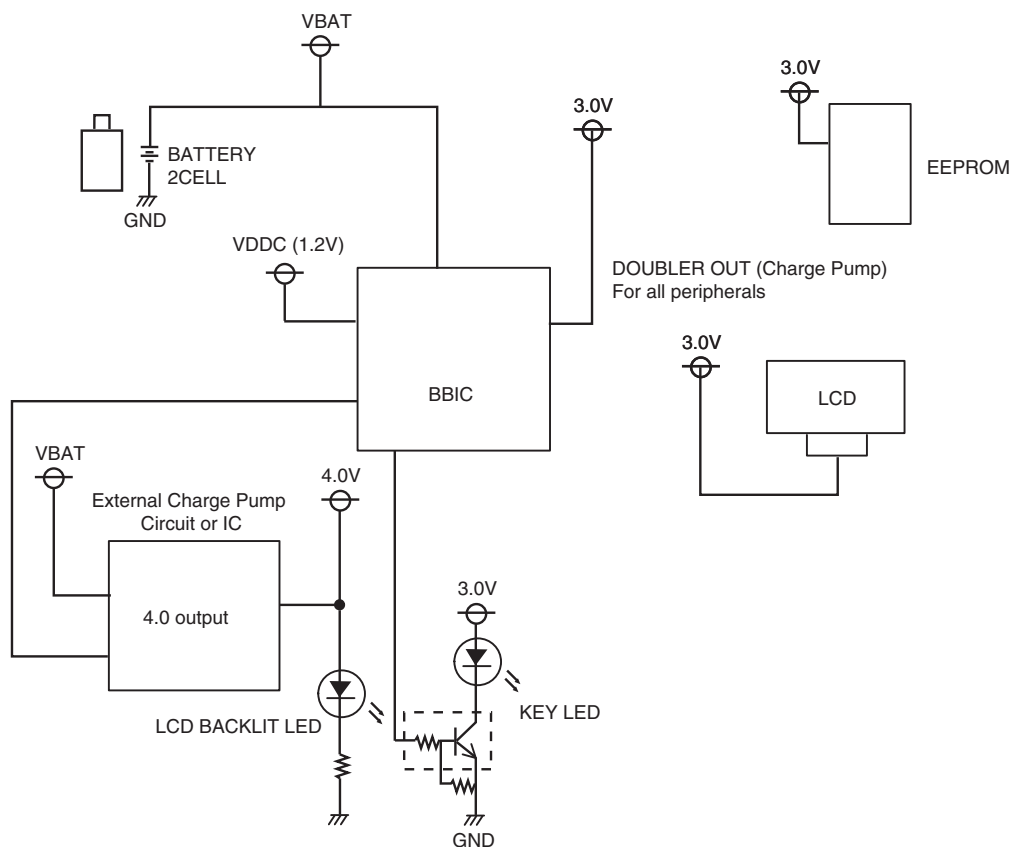 VBAT
3.0V
3.0V
BATTERY
2CELL
EEPROM
GND
VDDC (1.2V)
DOUBLER OUT (Charge Pump)
For all peripherals
3.0V
BBIC
LCD
VBAT
4.0V
External Charge Pump
Circuit or IC
3.0V
4.0 output
LCD BACKLIT LED
KEY LED
GND